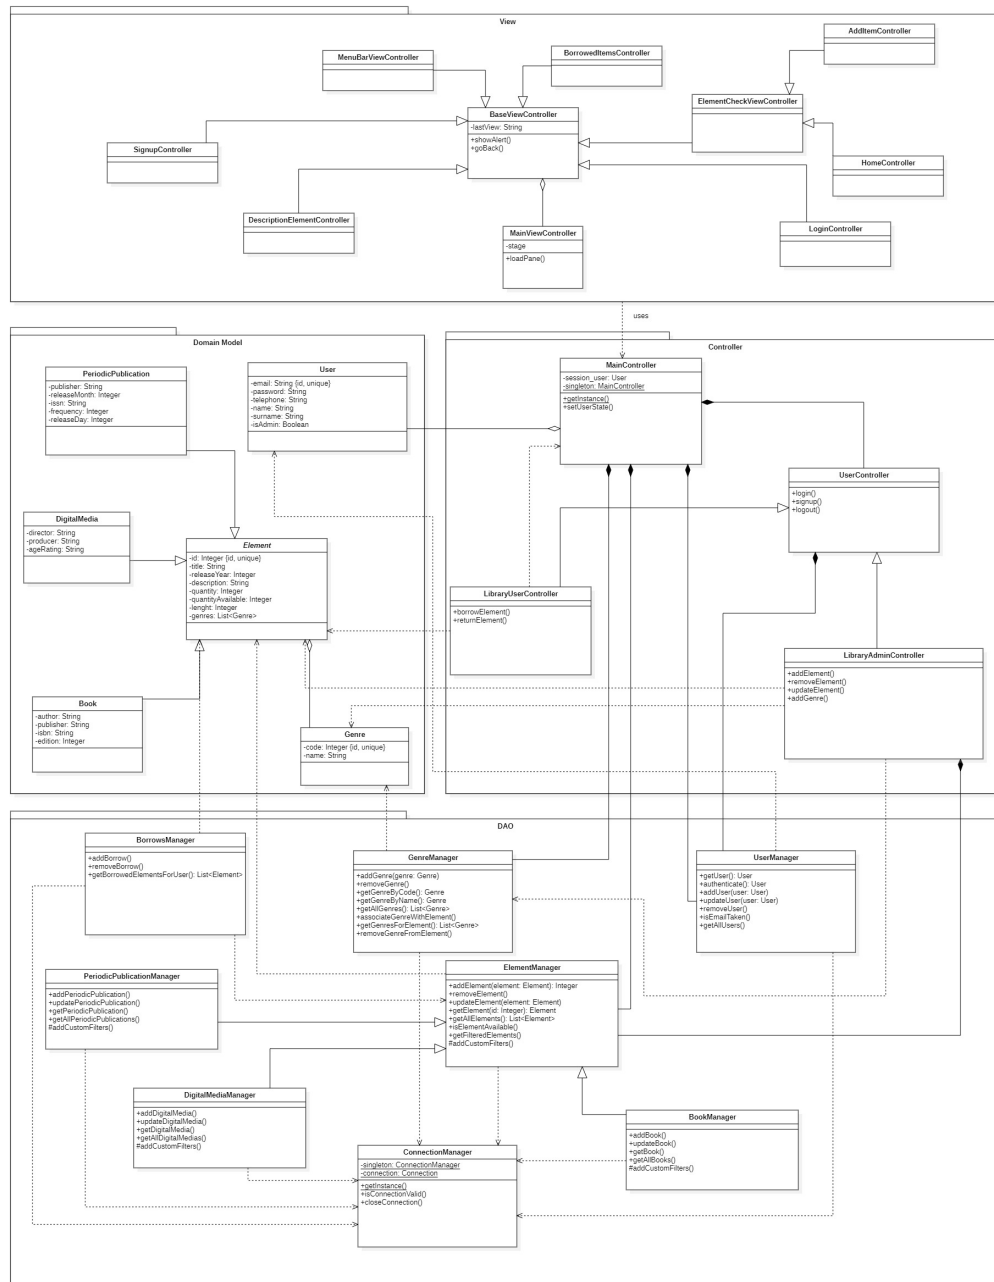 View
AddItemController
MenuBarViewController
BorrowedItemsController
ElementCheckViewController
BaseViewController
-lastView: String
+showAlert()
+goBack()
SignupController
HomeController
DescriptionElementController
MainViewController
-stage
+loadPane()
LoginController
uses
Domain Model
PeriodicPublication
-publisher: String
-releaseMonth: Integer
-issn: String
-frequency: Integer
-releaseDay: Integer
User
-email: String {id, unique}
-password: String
-telephone: String
-name: String
-surname: String
-isAdmin: Boolean
DigitalMedia
-director: String
-producer: String
-ageRating: String
Element
-id: Integer {id, unique}
-title: String
-releaseYear: Integer
-description: String
-quantity: Integer
-quantityAvailable: Integer
-lenght: Integer
-genres: List<Genre>
Book
-author: String
-publisher: String
-isbn: String
-edition: Integer
Genre
-code: Integer {id, unique}
-name: String
Controller
MainController
-session_user: User
-singleton: MainController
+getInstance()
+setUserState()
UserController
+login()
+signup()
+logout()
LibraryUserController
+borrowElement()
+returnElement()
LibraryAdminController
+addElement()
+removeElement()
+updateElement()
+addGenre()
DAO
BorrowsManager
+addBorrow()
+removeBorrow()
+getBorrowedElementsForUser(): List<Element>
GenreManager
+addGenre(genre: Genre)
+removeGenre()
+getGenreByCode(): Genre
+getGenreByName(): Genre
+getAllGenres(): List<Genre>
+associateGenreWithElement()
+getGenresForElement(): List<Genre>
+removeGenreFromElement()
UserManager
+getUser(): User
+authenticate(): User
+addUser(user: User)
+updateUser(user: User)
+removeUser()
+isEmailTaken()
+getAllUsers()
PeriodicPublicationManager
+addPeriodicPublication()
+updatePeriodicPublication()
+getPeriodicPublication()
+getAllPeriodicPublications()
#addCustomFilters()
ElementManager
+addElement(element: Element): Integer
+removeElement()
+updateElement(element: Element)
+getElement(id: Integer): Element
+getAllElements(): List<Element>
+isElementAvailable()
+getFilteredElements()
#addCustomFilters()
DigitalMediaManager
+addDigitalMedia()
+updateDigitalMedia()
+getDigitalMedia()
+getAllDigitalMedias()
#addCustomFilters()
BookManager
+addBook()
+updateBook()
+getBook()
+getAllBooks()
#addCustomFilters()
ConnectionManager
-singleton: ConnectionManager
-connection: Connection
+getInstance()
+isConnectionValid()
+closeConnection()